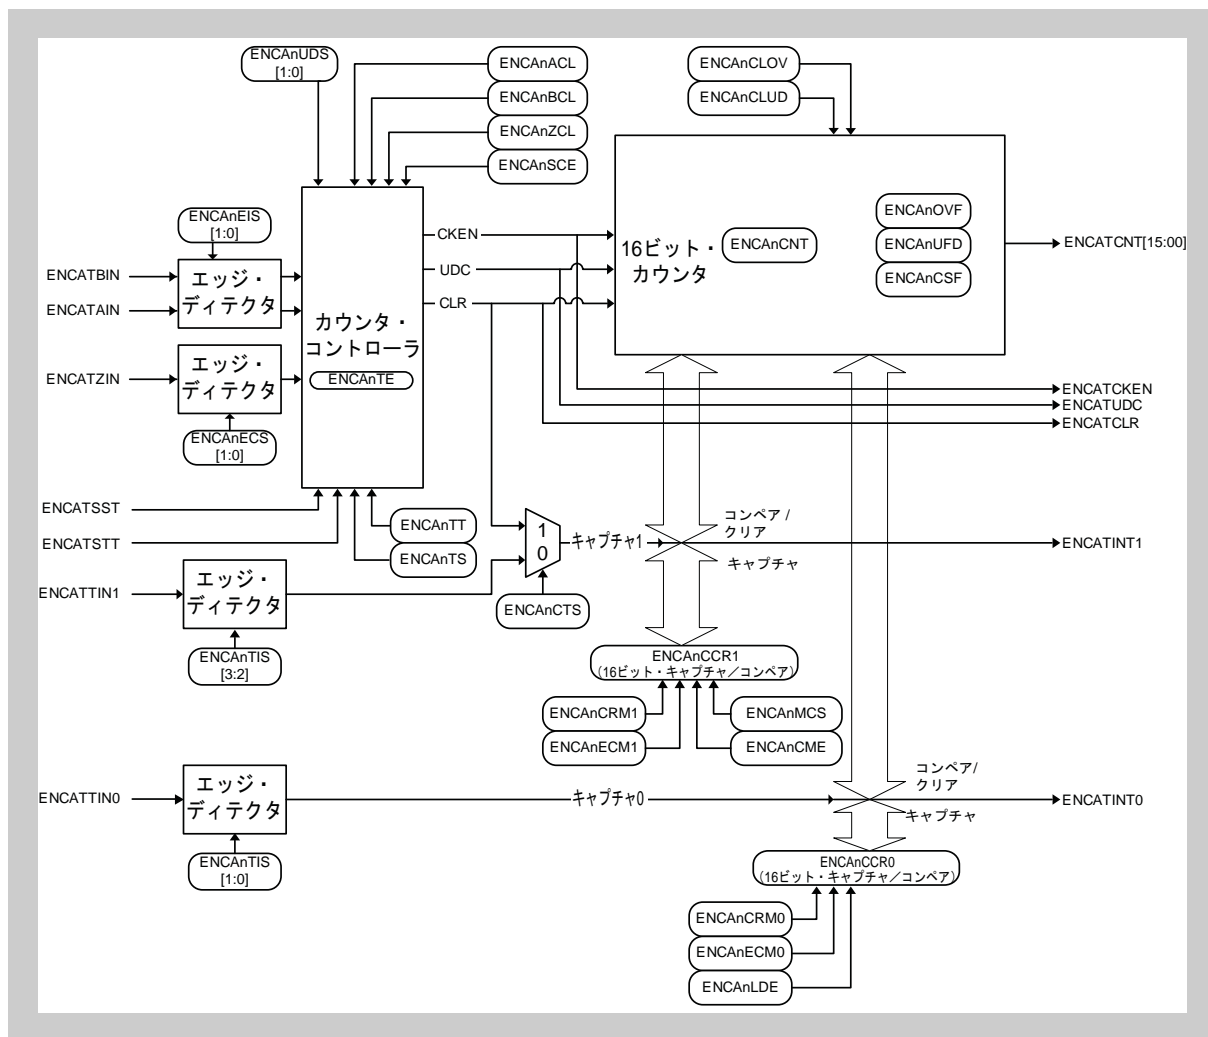 ENCAnUDS
[1:0]
ENCAnACL
ENCAnBCL
ENCAnZCL
ENCAnSCE
ENCAnCLOV
ENCAnCLUD
ENCAnEIS
[1:0]
ENCATBIN
ENCATAIN
エッジ・
ディテクタ
ENCATZIN
エッジ・
ディテクタ
ENCAnECS
[1:0]
カウンタ・
コントローラ
ENCAnTE
CKEN
UDC
CLR
16ビット・
カウンタ
ENCAnCNT
ENCAnOVF
ENCAnUFD
ENCAnCSF
ENCATCNT[15:00]
ENCATCKEN
ENCATUDC
ENCATCLR
ENCATSST
ENCATSTT
ENCAnTT
ENCAnTS
1
0
ENCAnCTS
キャプチャ1
コンペア /
クリア
キャプチャ
ENCATINT1
ENCATTIN1
エッジ・
ディテクタ
ENCAnTIS
[3:2]
ENCAnCCR1
(16ビット・キャプチャ／コンペア)
ENCAnCRM1
ENCAnECM1
ENCAnMCS
ENCAnCME
ENCATTIN0
エッジ・
ディテクタ
ENCAnTIS
[1:0]
キャプチャ0
コンペア/
クリア
キャプチャ
ENCATINT0
ENCAnCCR0
(16ビット・キャプチャ／コンペア)
ENCAnCRM0
ENCAnECM0
ENCAnLDE